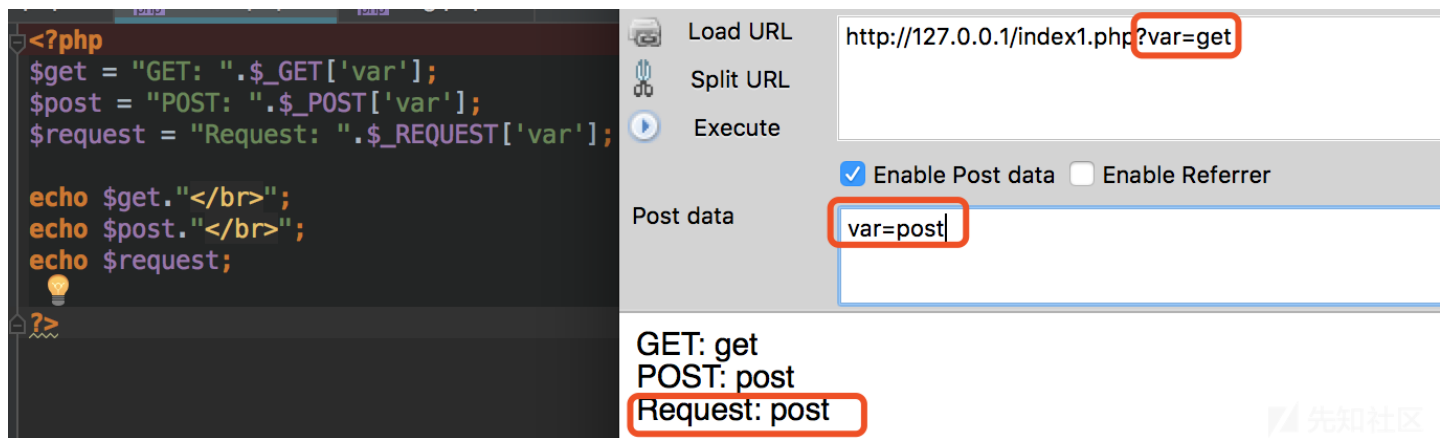 <?php
$get = "GET: ".$_GET['var'];
$post = "POST: ".$_POST['var'];
$request = "Request: ".$_REQUEST['var'];
echo $get."</br>";
echo $post."</br>";
echo $request;
?>
Load URL
http://127.0.0.1/index1.php?var=get
Split URL
Execute
Enable Post data Enable Referrer
Post data
var=post
GET: get
POST: post
Request: post
先知社区